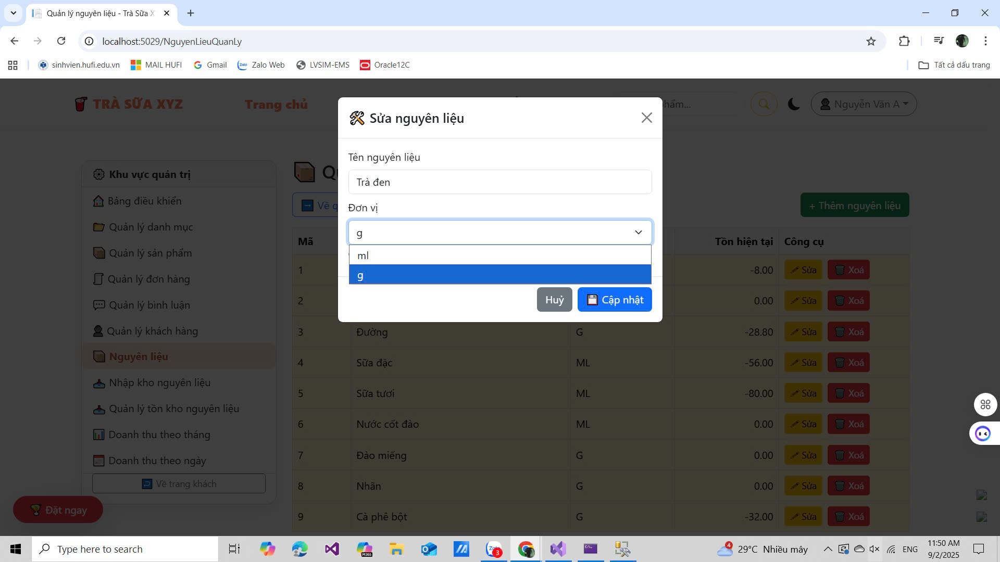 Quản lý nguyên liệu - Trà Sữa X
localhost:5029/NguyenLieuQuanLy
sinhvien.hufi.edu.vn MAIL HUFI Gmail Zalo Web LVSIM-EMS Oracle12C Tất cả dấu trang
TRÀ SỮA XYZ Trang chủ phẩm... Nguyễn Văn A
Sửa nguyên liệu
Tên nguyên liệu
Trà đen
Đơn vị
g
ml
g
Huỷ Cập nhật
Khu vực quản trị
Bảng điều khiển
Quản lý danh mục
Quản lý sản phẩm
Quản lý đơn hàng
Quản lý bình luận
Quản lý khách hàng
Nguyên liệu
Nhập kho nguyên liệu
Quản lý tồn kho nguyên liệu
Doanh thu theo tháng
Doanh thu theo ngày
Về trang khách
Đặt ngay
Về q + Thêm nguyên liệu
Mã Tồn hiện tại Công cụ
1 -8.00 Sửa Xoá
2 0.00 Sửa Xoá
3 Đường G -28.80 Sửa Xoá
4 Sữa đặc ML -56.00 Sửa Xoá
5 Sữa tươi ML -80.00 Sửa Xoá
6 Nước cốt đào ML 0.00 Sửa Xoá
7 Đào miếng G 0.00 Sửa Xoá
8 Nhãn G 0.00 Sửa Xoá
9 Cà phê bột G -32.00 Sửa Xoá
Type here to search
M365
Zalo 3
4 29°C Nhiều mây ENG 11:50 AM
9/2/2025